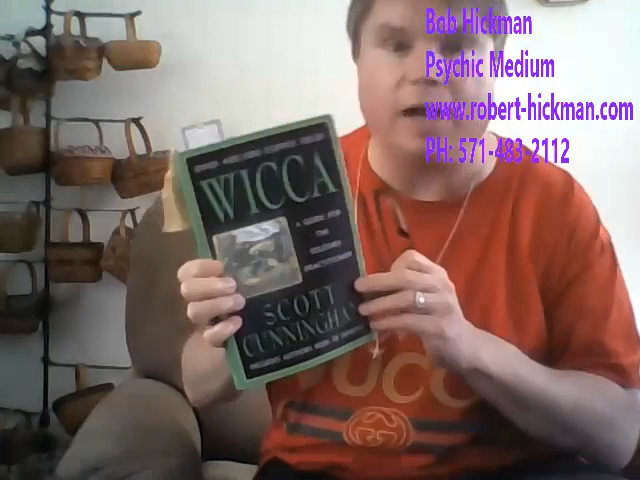 Bob Hickman
Psychic Medium
www.robert-hickman.com
PH: 571-483-2112
WICCA
A GUIDE FOR
THE
SOLITARY
PRACTITIONER
SCOTT
CUNNINGHAM
GUCCI